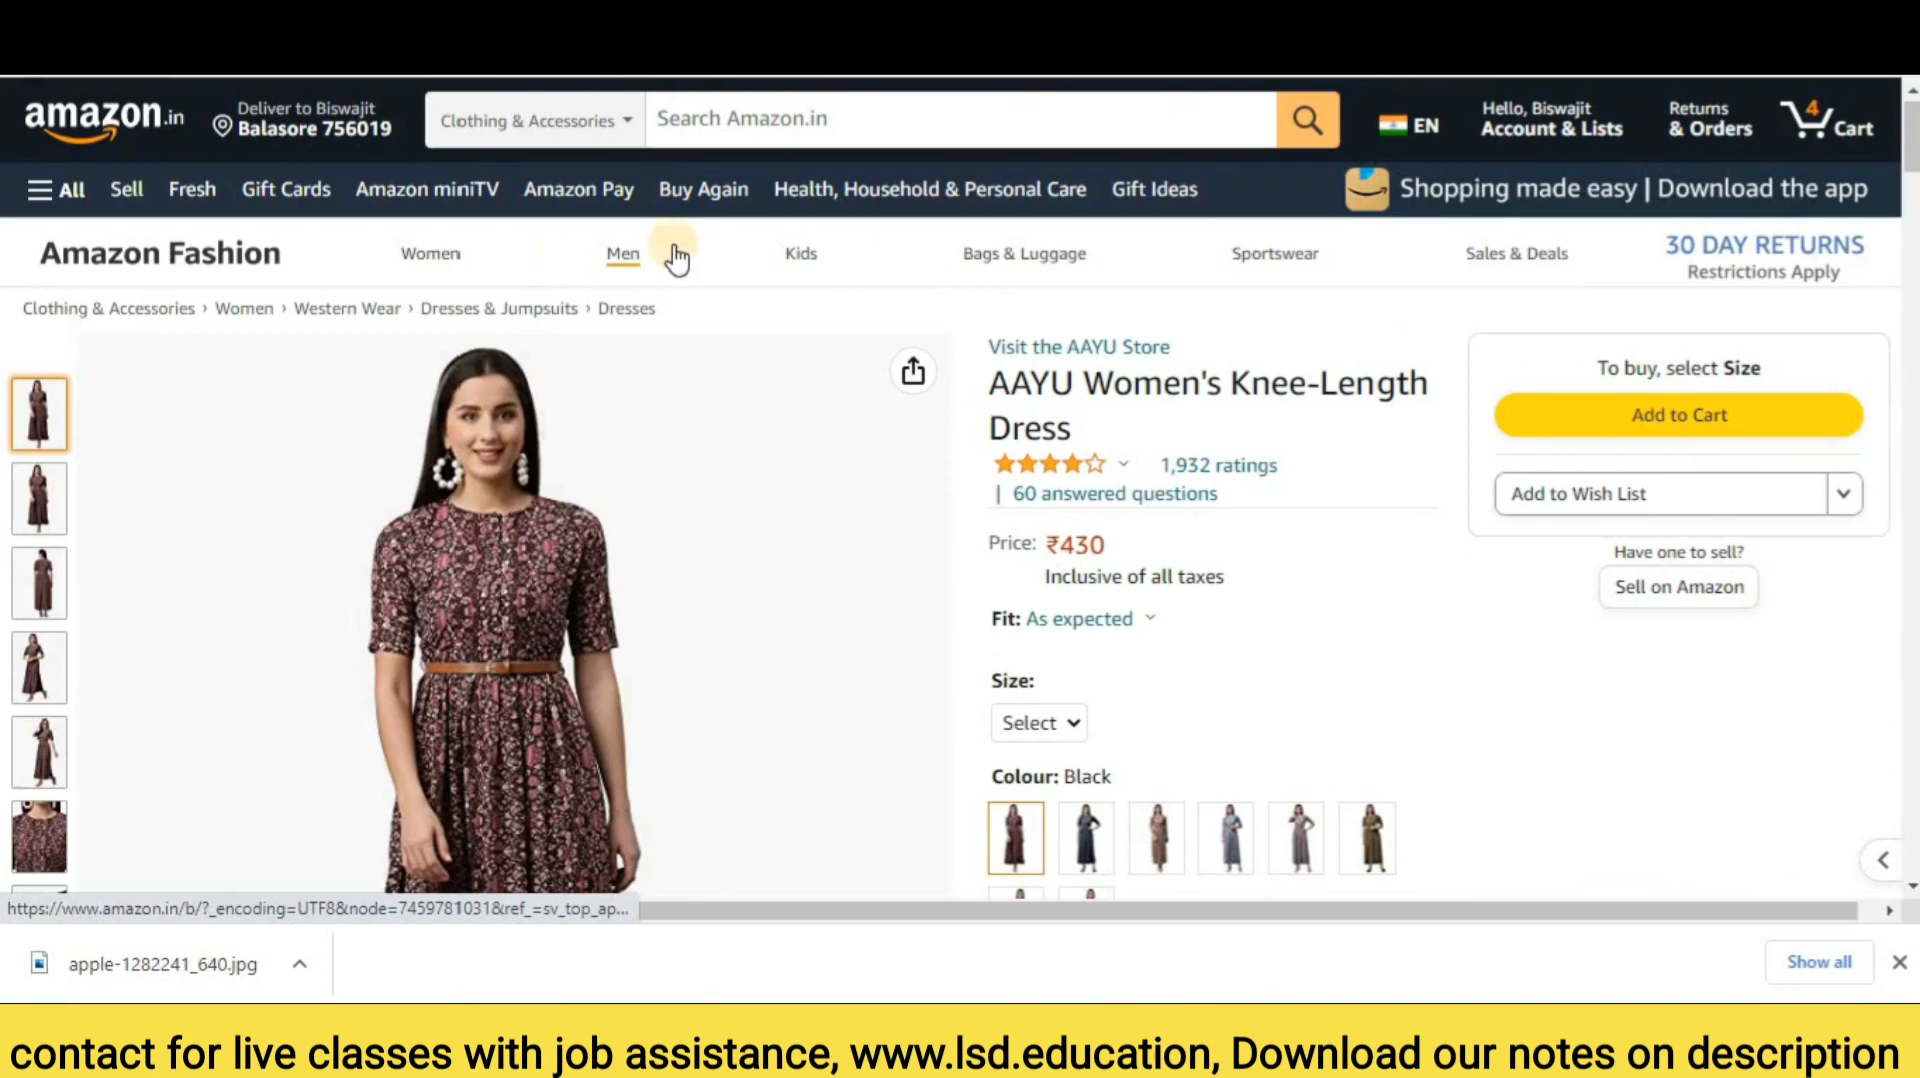 amazon.in
Deliver to Biswajit
Balasore 756019
Clothing & Accessories
Search Amazon.in
EN
Hello, Biswajit
Account & Lists
Returns
& Orders
4
Cart
All
Sell
Fresh
Gift Cards
Amazon miniTV
Amazon Pay
Buy Again
Health, Household & Personal Care
Gift Ideas
Shopping made easy | Download the app
Amazon Fashion
Women
Men
Kids
Bags & Luggage
Sportswear
Sales & Deals
30 DAY RETURNS
Restrictions Apply
Clothing & Accessories › Women › Western Wear › Dresses & Jumpsuits › Dresses
Visit the AAYU Store
AAYU Women's Knee-Length
Dress
1,932 ratings
| 60 answered questions
Price: ₹430
Inclusive of all taxes
Fit: As expected
Size:
Select
Colour: Black
To buy, select Size
Add to Cart
Add to Wish List
Have one to sell?
Sell on Amazon
https://www.amazon.in/b/?_encoding=UTF8&node=7459781031&ref_=sv_top_ap...
apple-1282241_640.jpg
Show all
contact for live classes with job assistance, www.lsd.education, Download our notes on description